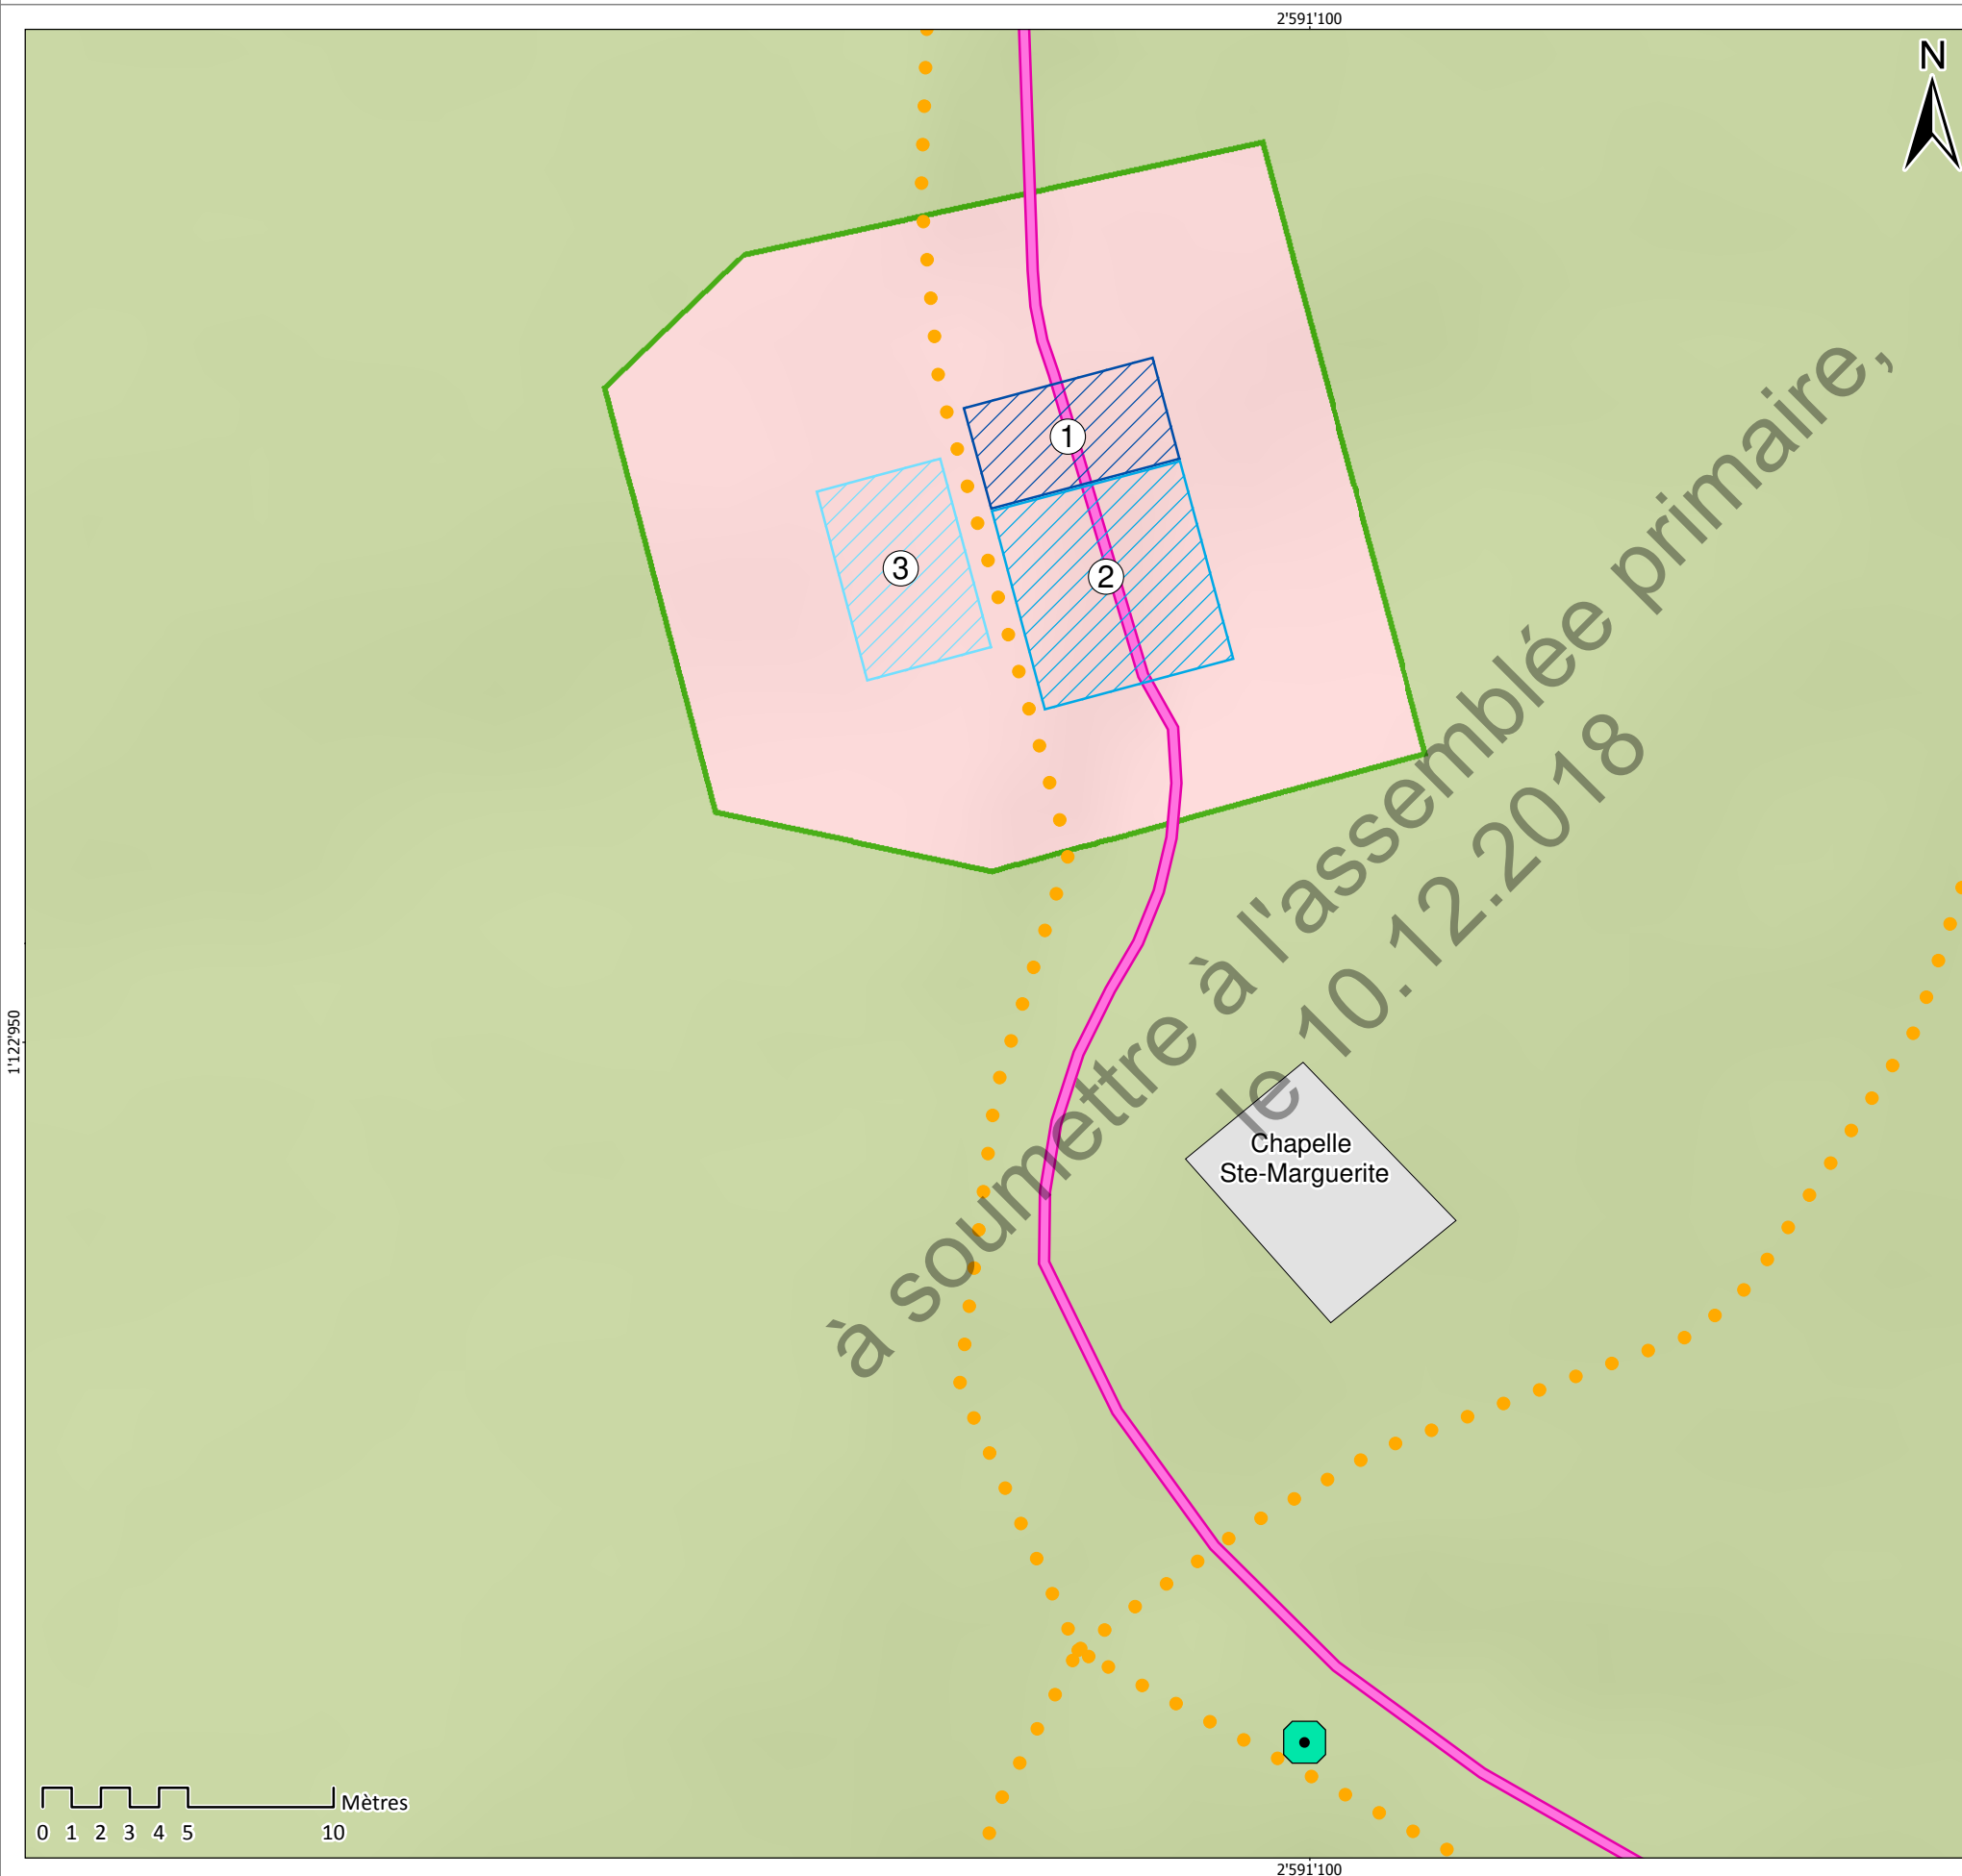 2'591'100
N
1
2
3
à soumettre à l'assemblée primaire,
le 10.12.2018
1'122'950
Chapelle
Ste-Marguerite
Mètres
0 1 2 3 4 5 10
2'591'100